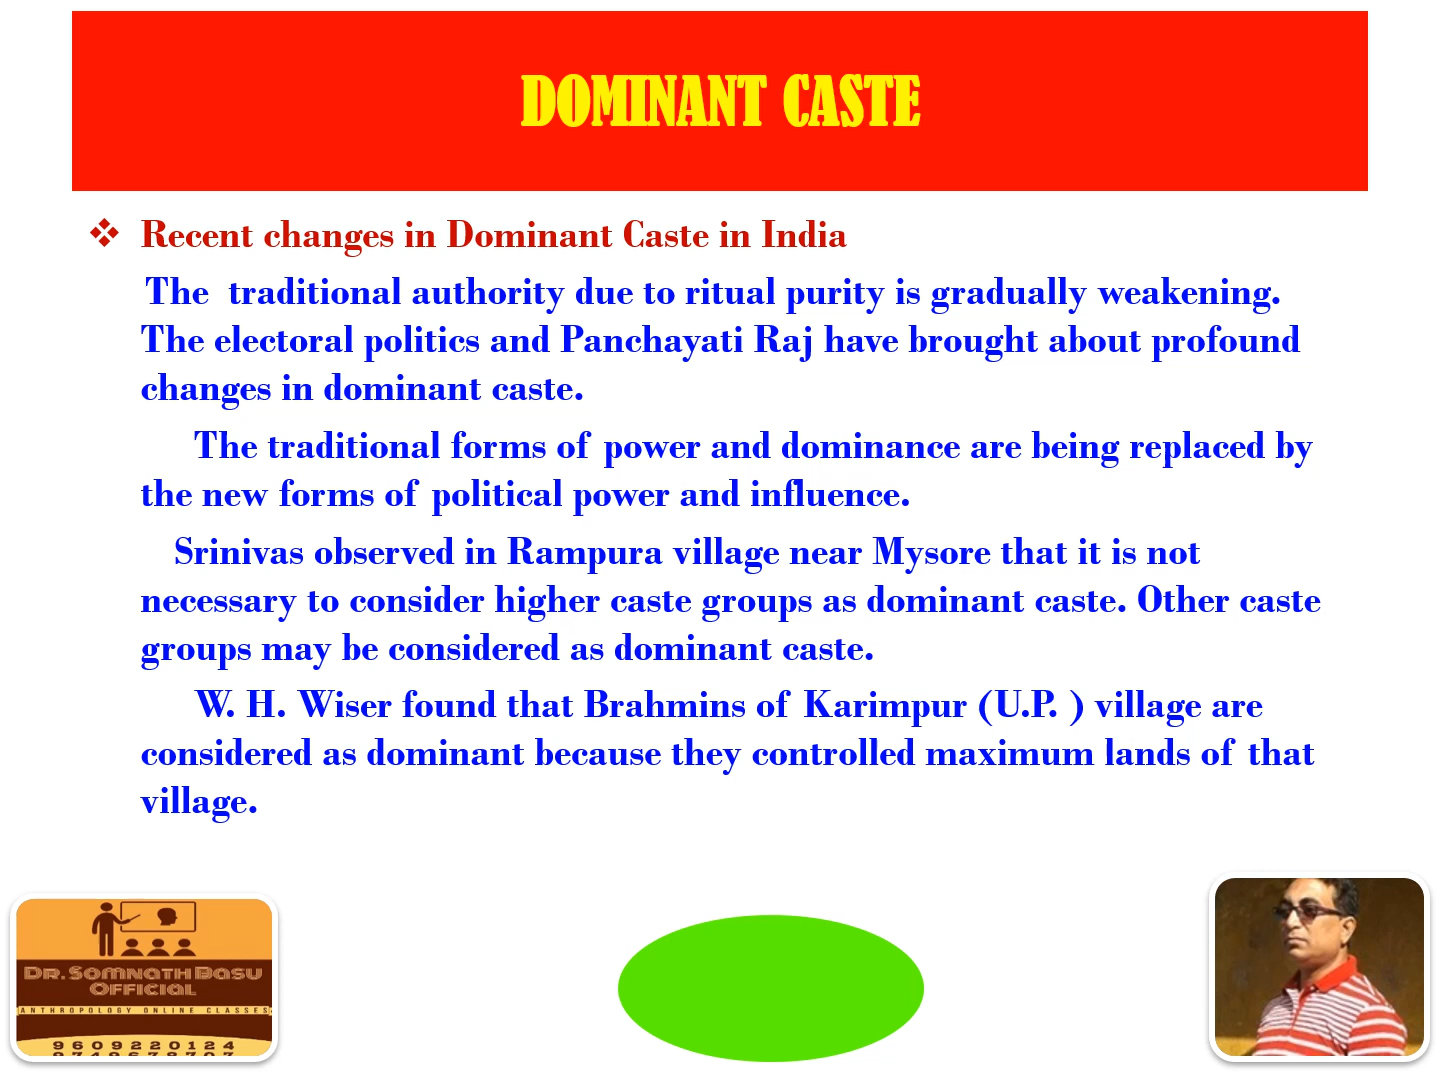 DOMINANT CASTE
Recent changes in Dominant Caste in India
The traditional authority due to ritual purity is gradually weakening.
The electoral politics and Panchayati Raj have brought about profound
changes in dominant caste.
The traditional forms of power and dominance are being replaced by
the new forms of political power and influence.
Srinivas observed in Rampura village near Mysore that it is not
necessary to consider higher caste groups as dominant caste. Other caste
groups may be considered as dominant caste.
W. H. Wiser found that Brahmins of Karimpur (U.P. ) village are
considered as dominant because they controlled maximum lands of that
village.
Dr. Somnath Basu
Official
ANTHROPOLOGY ONLINE CLASSES
9609220124